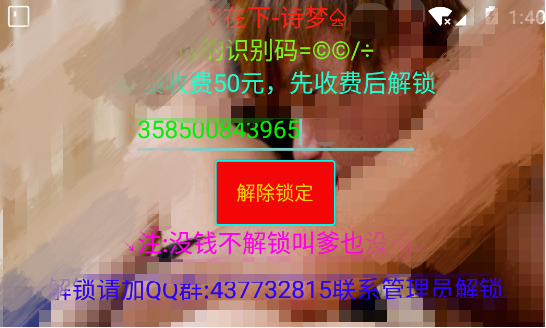 1:40
在下-诗梦♤
的识别码=©©/÷
收费50元，先收费后解锁
358500843965
解除锁定
注:没钱不解锁叫爹也没
解锁请加QQ群:437732815联系管理员解锁